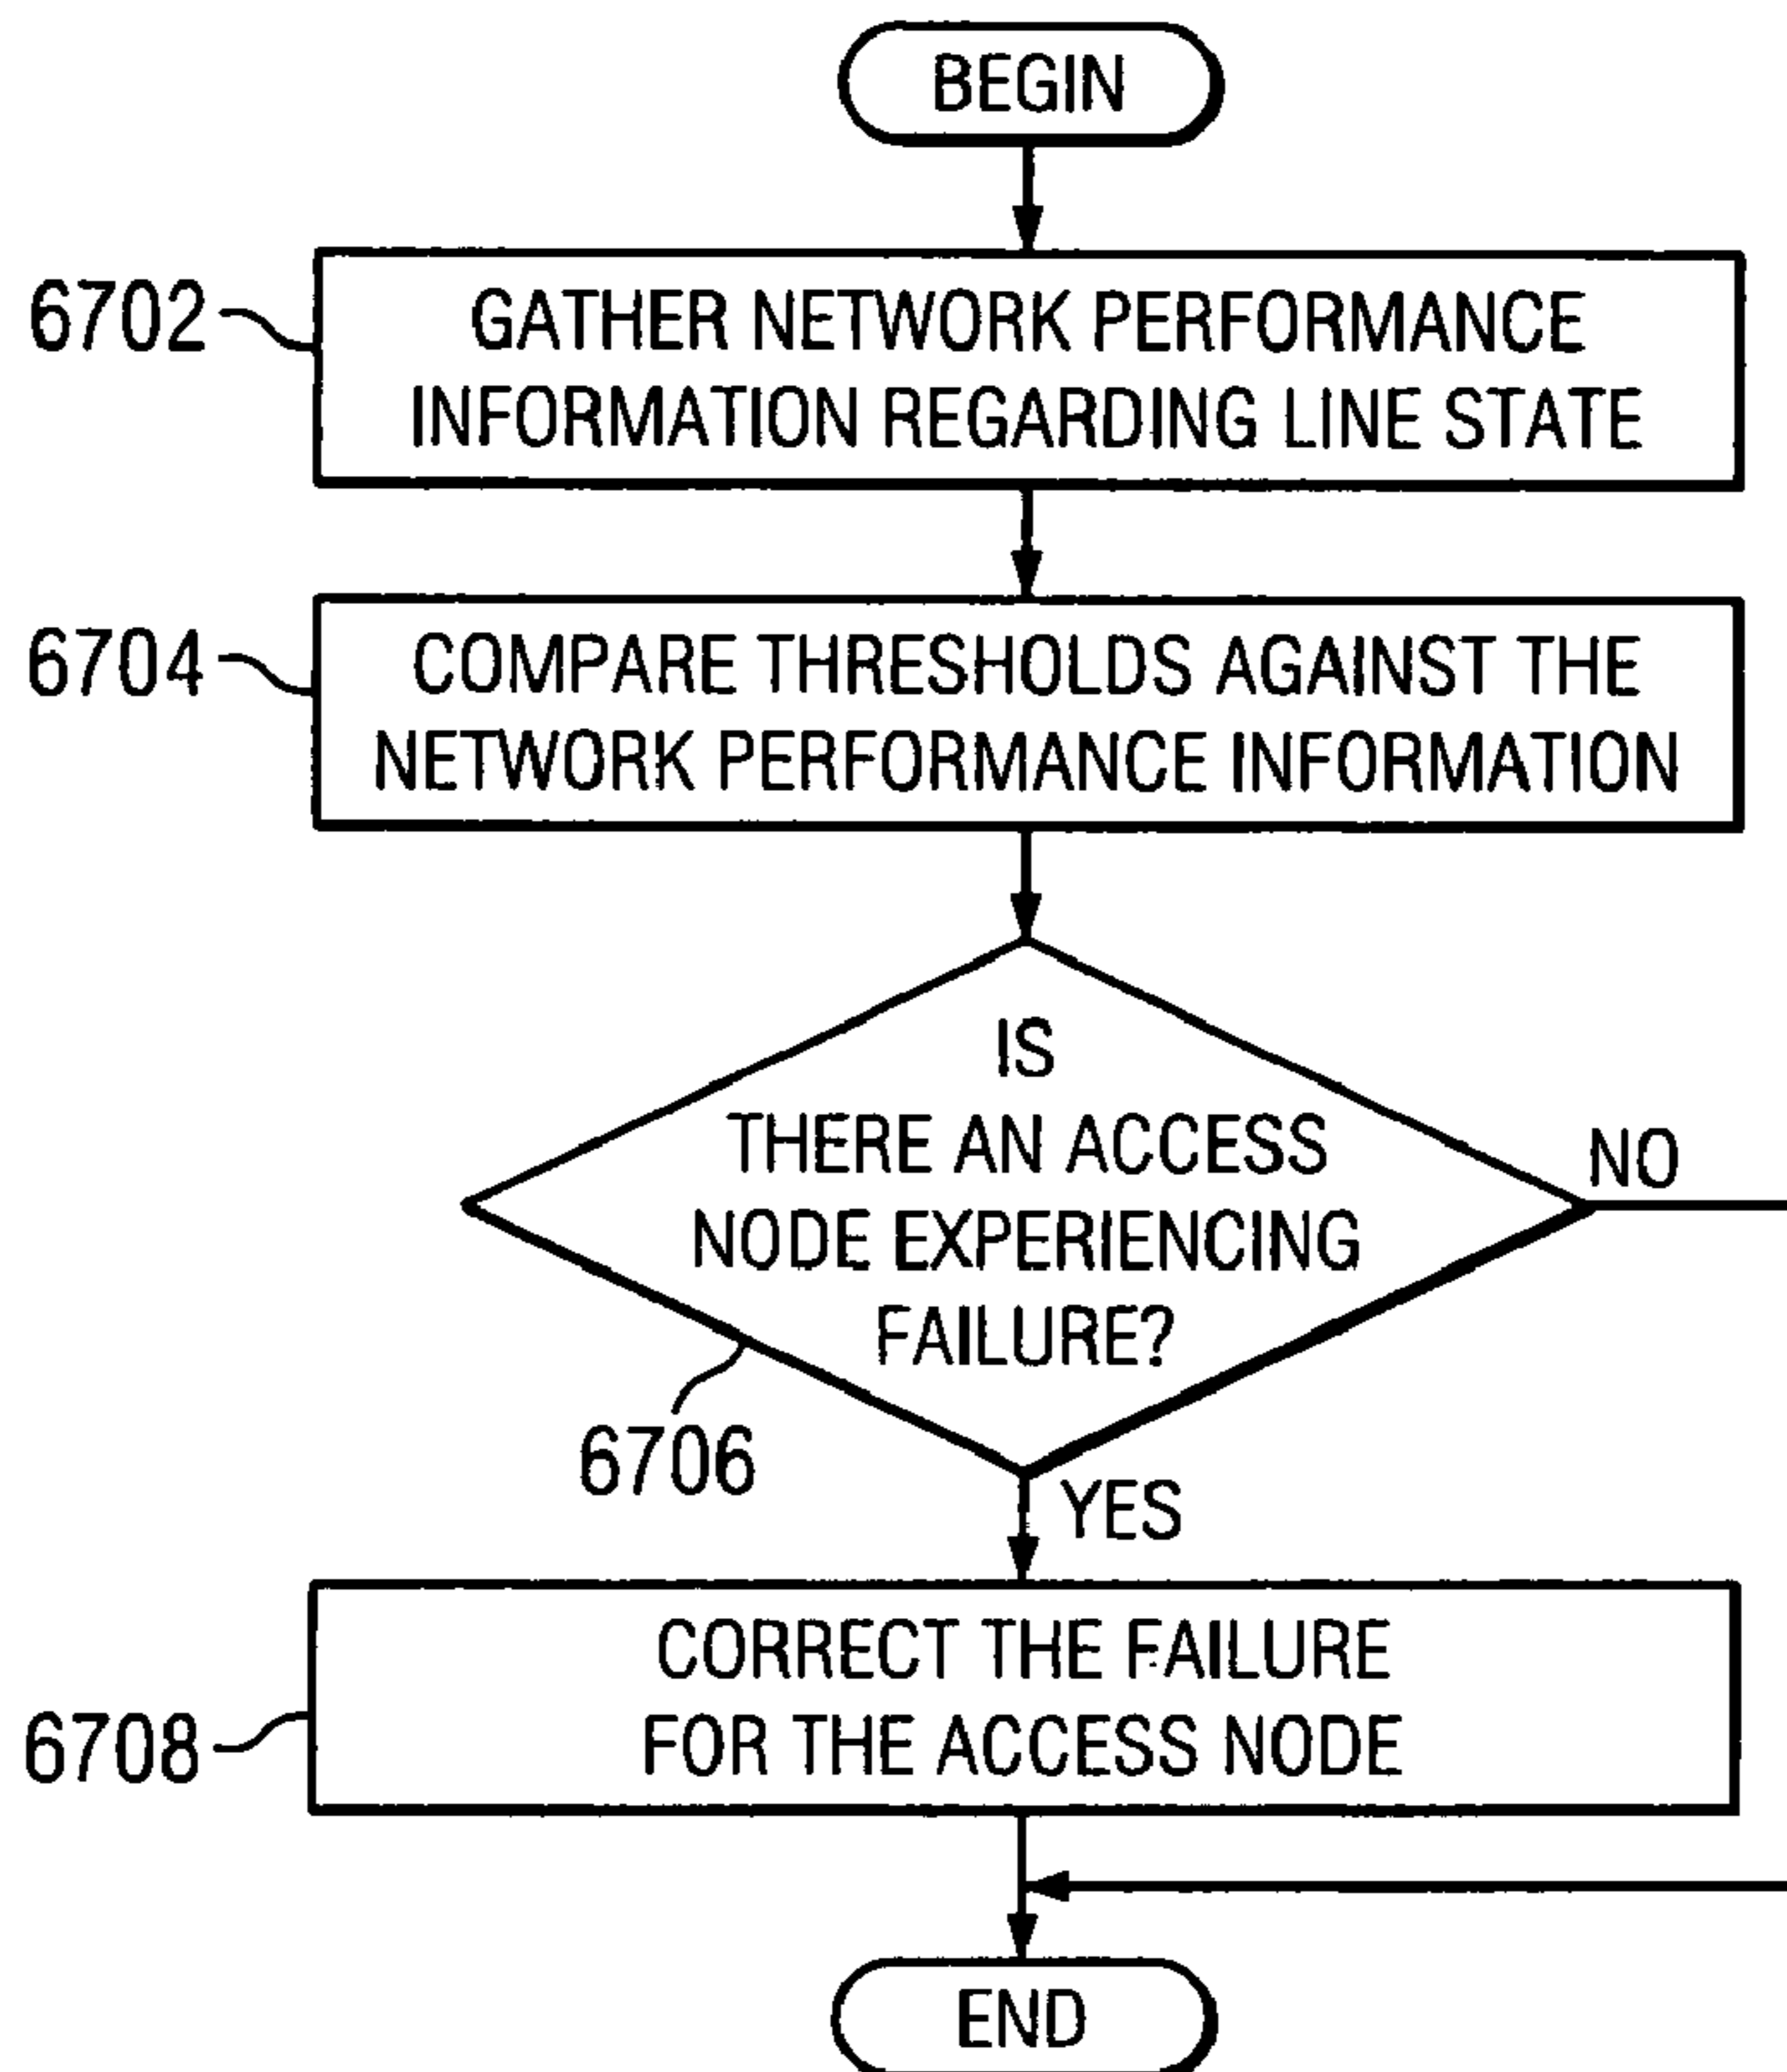 BEGIN
6702
GATHER NETWORK PERFORMANCE
INFORMATION REGARDING LINE STATE
6704
COMPARE THRESHOLDS AGAINST THE
NETWORK PERFORMANCE INFORMATION
IS
THERE AN ACCESS
NODE EXPERIENCING
FAILURE?
NO
6706
YES
CORRECT THE FAILURE
FOR THE ACCESS NODE
6708
END